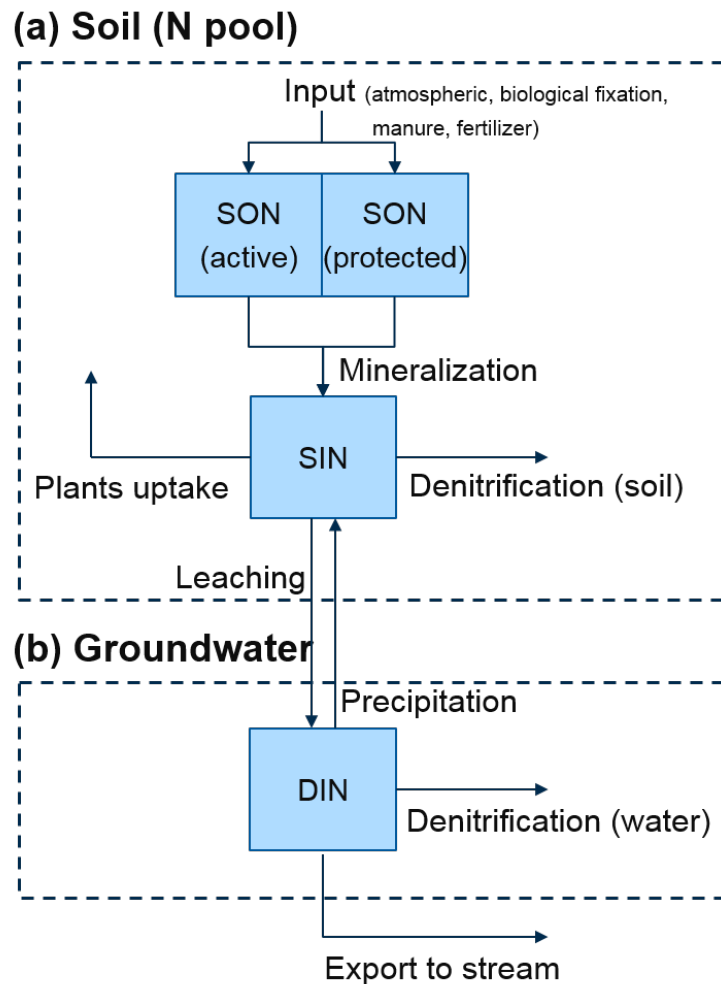 (a) Soil (N pool)
Input (atmospheric, biological fixation,
manure, fertilizer)
SON
(active)
SON
(protected)
Mineralization
SIN
Plants uptake
Denitrification (soil)
Leaching
(b) Groundwater
Precipitation
DIN
Denitrification (water)
Export to stream